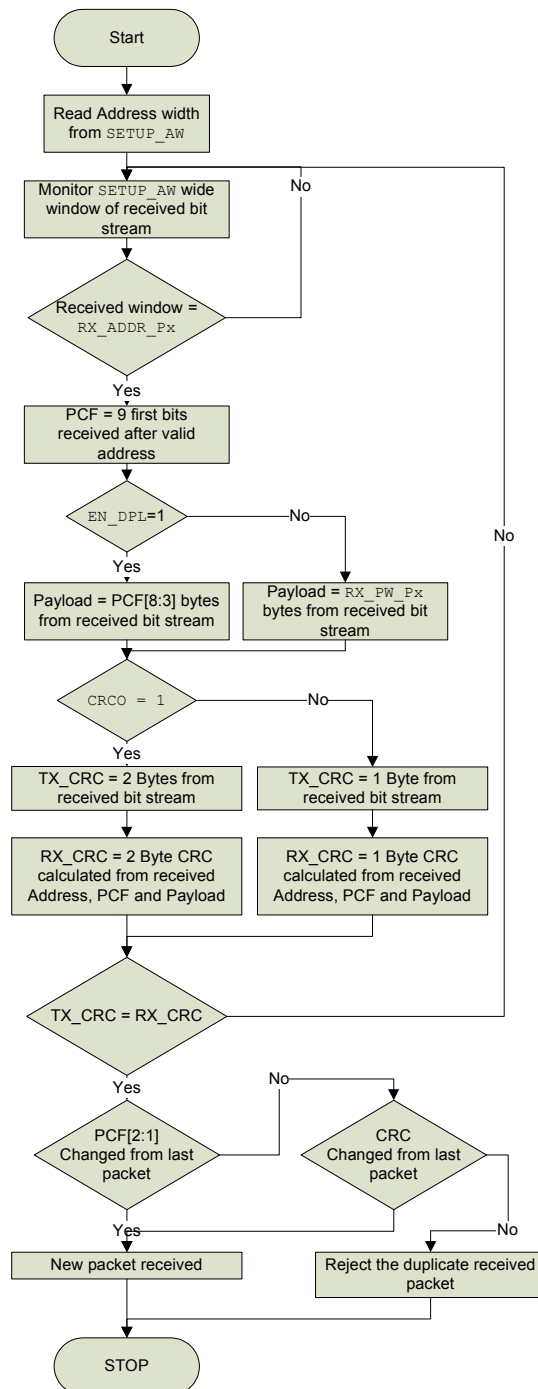 Start
Read Address width
from SETUP_AW
No
Monitor SETUP_AW wide
window of received bit
stream
Received window =
RX_ADDR_Px
Yes
PCF = 9 first bits
received after valid
address
EN_DPL=1
No
No
Yes
Payload = PCF[8:3] bytes
from received bit stream
Payload = RX_PW_Px
bytes from received bit
stream
CRCO = 1
No
Yes
TX_CRC = 2 Bytes from
received bit stream
TX_CRC = 1 Byte from
received bit stream
RX_CRC = 2 Byte CRC
calculated from received
Address, PCF and Payload
RX_CRC = 1 Byte CRC
calculated from received
Address, PCF and Payload
TX_CRC = RX_CRC
Yes
No
PCF[2:1]
Changed from last
packet
CRC
Changed from last
packet
Yes
No
New packet received
Reject the duplicate received
packet
STOP